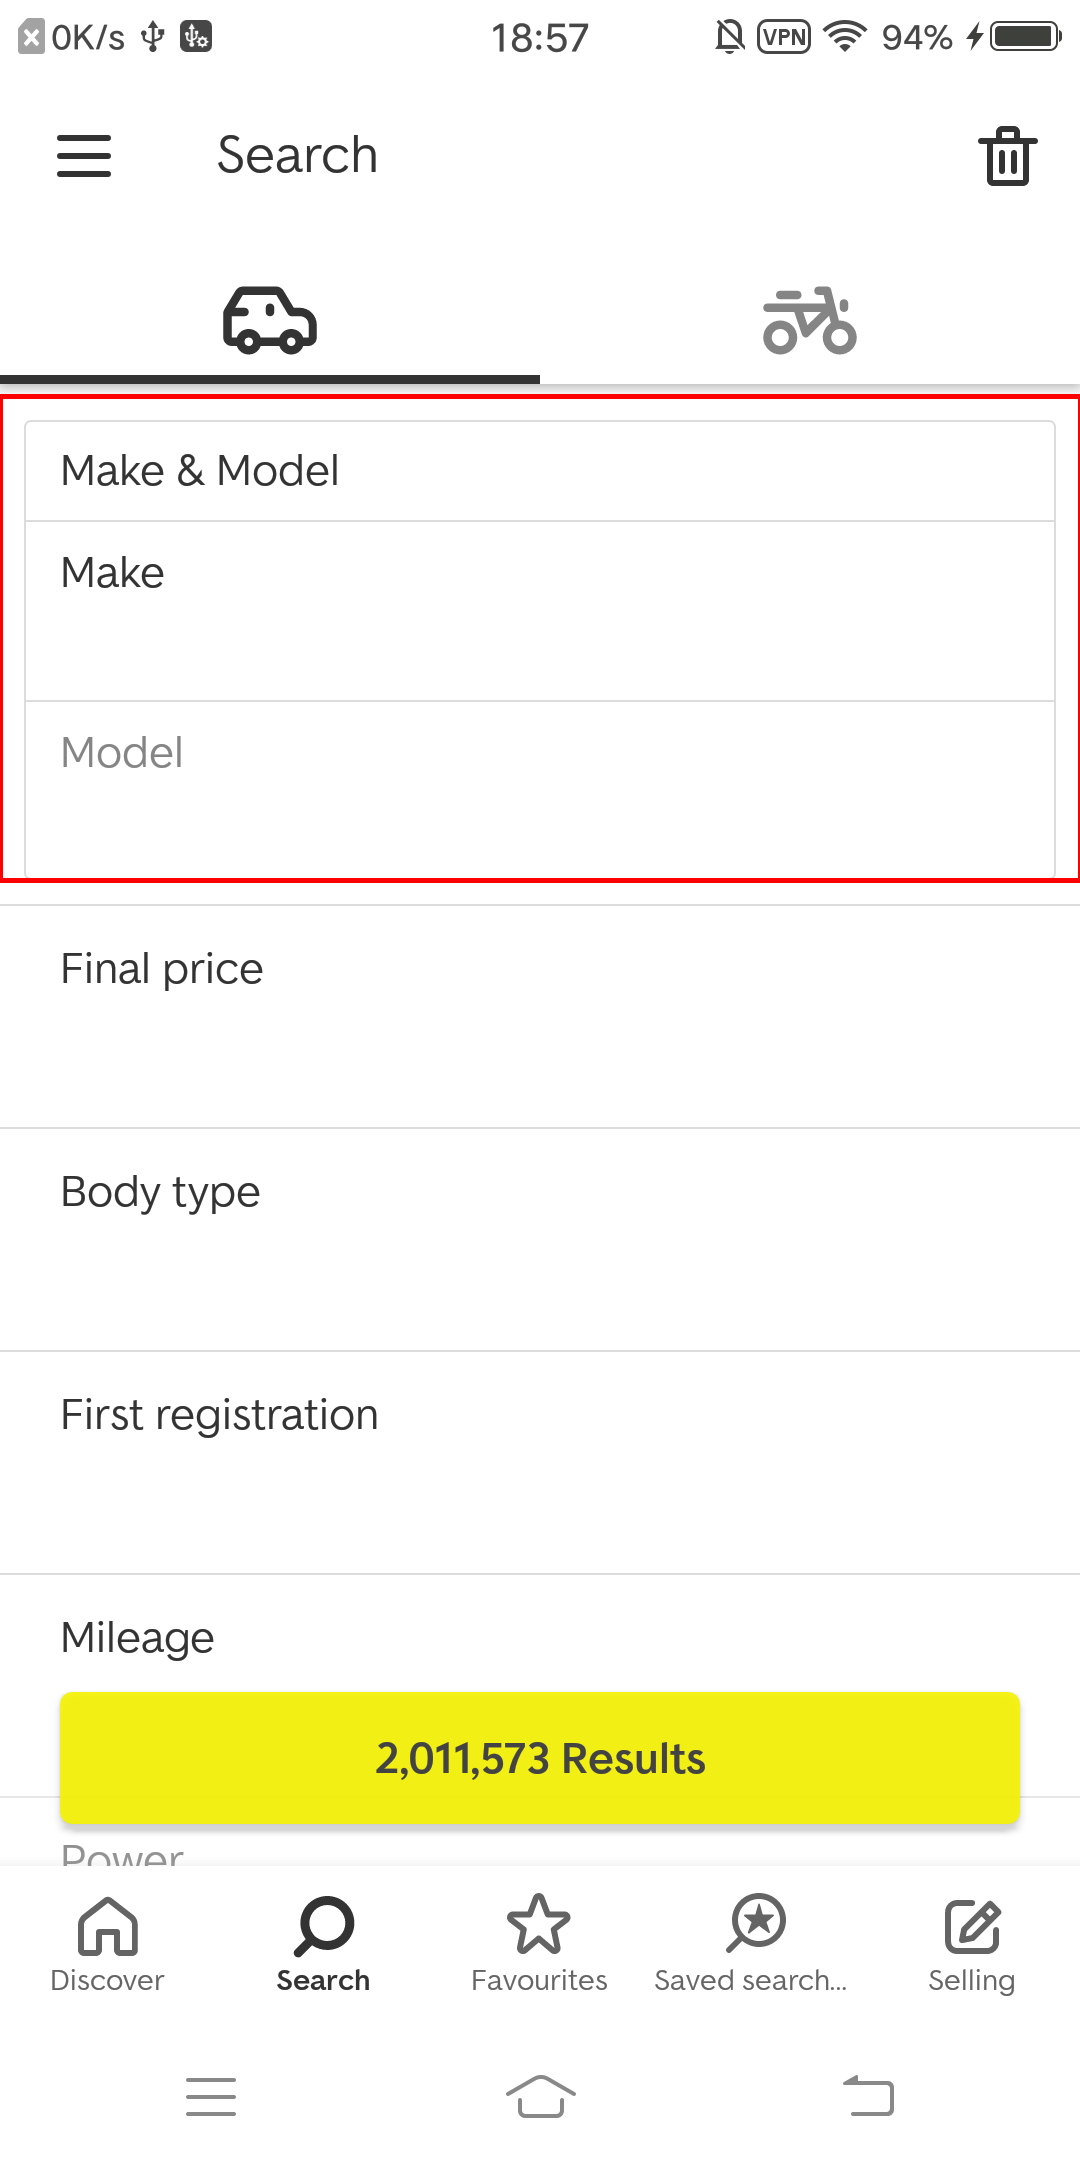 0K/s 18:57 VPN 94%
Search
Make & Model
Make
Model
Final price
Body type
First registration
Mileage
2,011,573 Results
Power
Discover Search Favourites Saved search... Selling